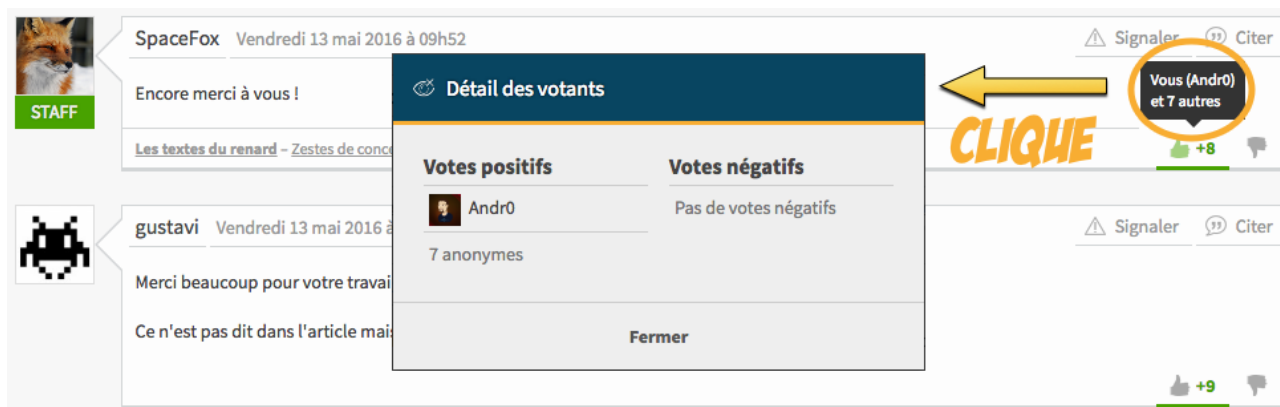 SpaceFox Vendredi 13 mai 2016 à 09h52
Signaler
Citer
Encore merci à vous !
STAFF
Les textes du renard – Zestes de conc
Vous (Andr0)
et 7 autres
+8
CLIQUE
Détail des votants
Votes positifs
Votes négatifs
Andr0
Pas de votes négatifs
7 anonymes
Fermer
gustavi Vendredi 13 mai 2016 à
Signaler
Citer
Merci beaucoup pour votre travai
Ce n'est pas dit dans l'article mais
+9